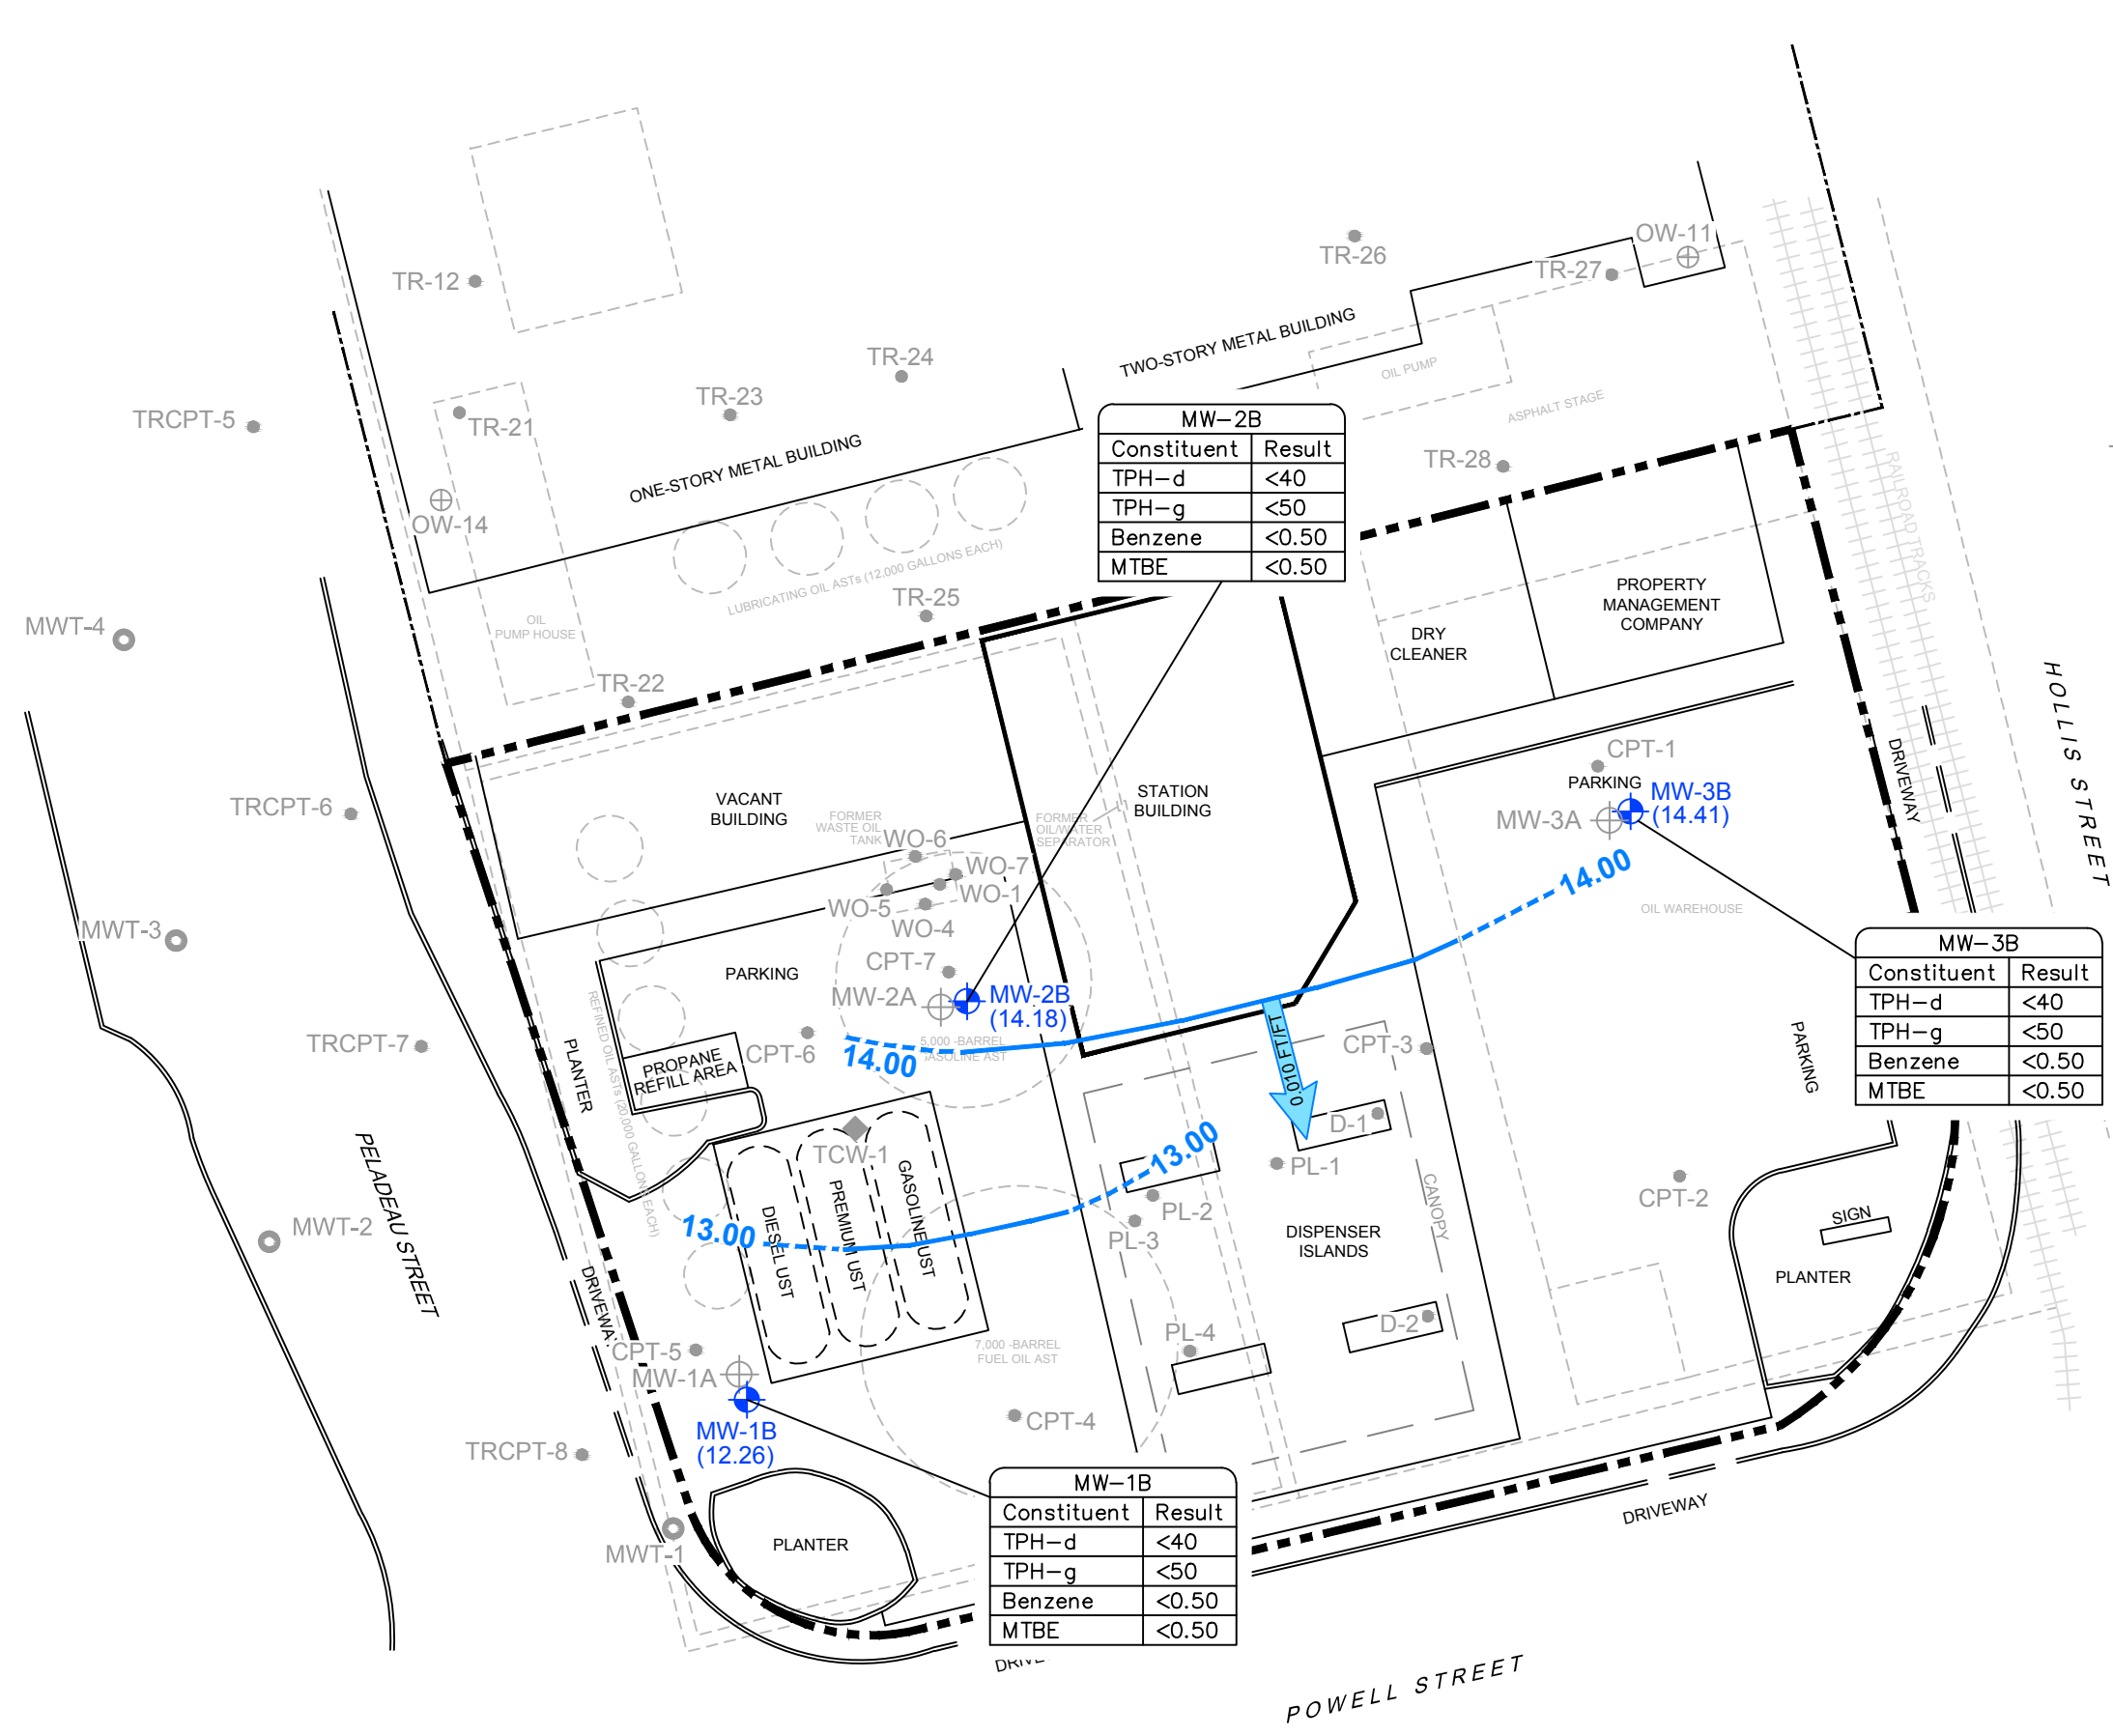 OW-11
TR-26
TR-27
TR-12
TWO-STORY METAL BUILDING
TR-24
OIL PUMP
TR-23
ASPHALT STAGE
TRCPT-5
TR-21
ONE-STORY METAL BUILDING
MW-2B
Constituent Result
TPH-d <40
TPH-g <50
Benzene <0.50
MTBE <0.50
TR-28
OW-14
RAILROAD TRACKS
LUBRICATING OIL ASTs (12,000 GALLONS EACH)
TR-25
OIL
PUMP HOUSE
PROPERTY
MANAGEMENT
COMPANY
MWT-4
DRY
CLEANER
TR-22
HOLLIS STREET
CPT-1
DRIVEWAY
PARKING
MW-3B
(14.41)
MW-3A
STATION
BUILDING
VACANT
BUILDING
TRCPT-6
FORMER
WASTE OIL
TANK
FORMER
OIL/WATER
SEPARATOR
WO-6
WO-7
WO-1
WO-5
WO-4
14.00
OIL WAREHOUSE
MWT-3
MW-3B
Constituent Result
TPH-d <40
TPH-g <50
Benzene <0.50
MTBE <0.50
CPT-7
PARKING
MW-2A
MW-2B
(14.18)
REFINED OIL ASTs (20,000 GALLONS EACH)
TRCPT-7
CPT-6
5,000 -BARREL
GASOLINE AST
14.00
0.010 FT/FT
CPT-3
PARKING
PLANTER
PROPANE
REFILL AREA
D-1
TCW-1
13.00
PL-1
PELADEAU STREET
PL-2
CPT-2
CANOPY
GASOLINE UST
PREMIUM UST
DIESEL UST
13.00
PL-3
MWT-2
DISPENSER
ISLANDS
SIGN
PLANTER
DRIVEWAY
D-2
PL-4
7,000 -BARREL
FUEL OIL AST
CPT-5
MW-1A
MW-1B
(12.26)
CPT-4
TRCPT-8
MW-1B
Constituent Result
TPH-d <40
TPH-g <50
Benzene <0.50
MTBE <0.50
DRIVEWAY
MWT-1
PLANTER
POWELL STREET